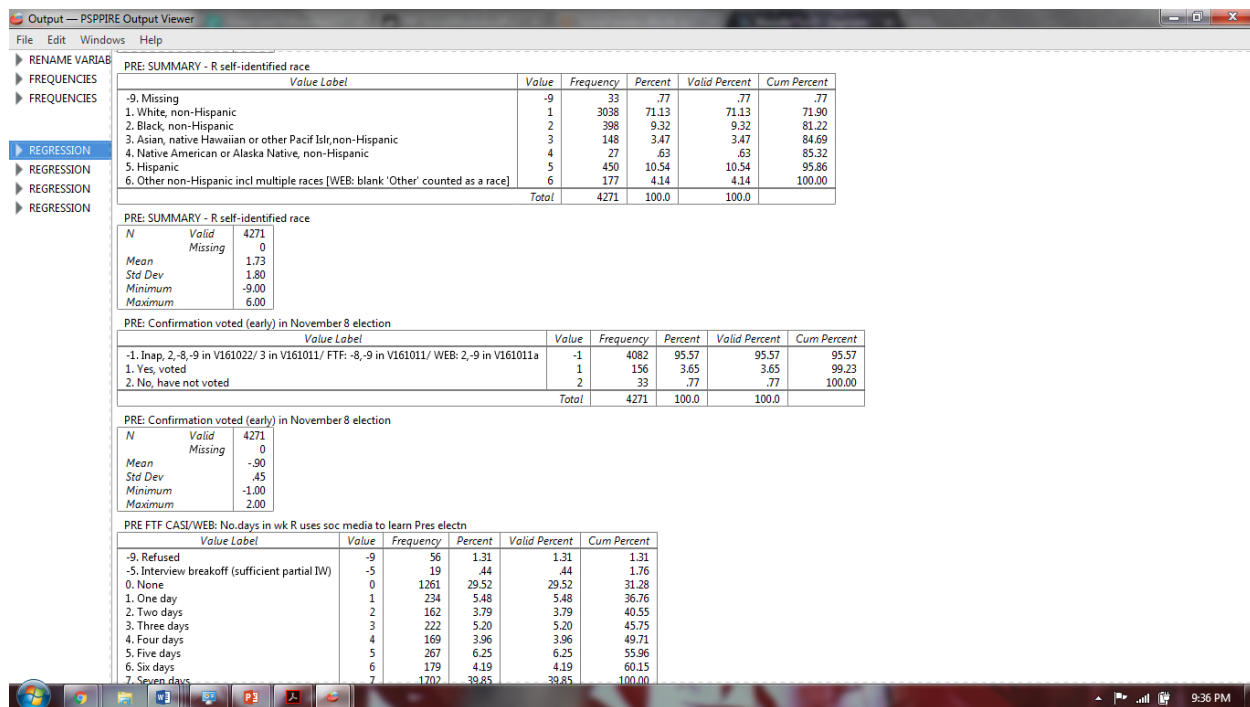 Output — PSPPIRE Output Viewer
File Edit Windows Help
RENAME VARIAB
FREQUENCIES
FREQUENCIES
REGRESSION
REGRESSION
REGRESSION
REGRESSION
PRE: SUMMARY - R self-identified race
Value Label Value Frequency Percent Valid Percent Cum Percent
-9. Missing -9 33 .77 .77 .77
1. White, non-Hispanic 1 3038 71.13 71.13 71.90
2. Black, non-Hispanic 2 398 9.32 9.32 81.22
3. Asian, native Hawaiian or other Pacif Islr,non-Hispanic 3 148 3.47 3.47 84.69
4. Native American or Alaska Native, non-Hispanic 4 27 .63 .63 85.32
5. Hispanic 5 450 10.54 10.54 95.86
6. Other non-Hispanic incl multiple races [WEB: blank 'Other' counted as a race] 6 177 4.14 4.14 100.00
Total 4271 100.0 100.0
PRE: SUMMARY - R self-identified race
N Valid 4271
Missing 0
Mean 1.73
Std Dev 1.80
Minimum -9.00
Maximum 6.00
PRE: Confirmation voted (early) in November 8 election
Value Label Value Frequency Percent Valid Percent Cum Percent
-1. Inap, 2,-8,-9 in V161022/ 3 in V161011/ FTF: -8,-9 in V161011/ WEB: 2,-9 in V161011a -1 4082 95.57 95.57 95.57
1. Yes, voted 1 156 3.65 3.65 99.23
2. No, have not voted 2 33 .77 .77 100.00
Total 4271 100.0 100.0
PRE: Confirmation voted (early) in November 8 election
N Valid 4271
Missing 0
Mean -.90
Std Dev .45
Minimum -1.00
Maximum 2.00
PRE FTF CASI/WEB: No.days in wk R uses soc media to learn Pres electn
Value Label Value Frequency Percent Valid Percent Cum Percent
-9. Refused -9 56 1.31 1.31 1.31
-5. Interview breakoff (sufficient partial IW) -5 19 .44 .44 1.76
0. None 0 1261 29.52 29.52 31.28
1. One day 1 234 5.48 5.48 36.76
2. Two days 2 162 3.79 3.79 40.55
3. Three days 3 222 5.20 5.20 45.75
4. Four days 4 169 3.96 3.96 49.71
5. Five days 5 267 6.25 6.25 55.96
6. Six days 6 179 4.19 4.19 60.15
7. Seven days 7 1702 39.85 39.85 100.00
9:36 PM